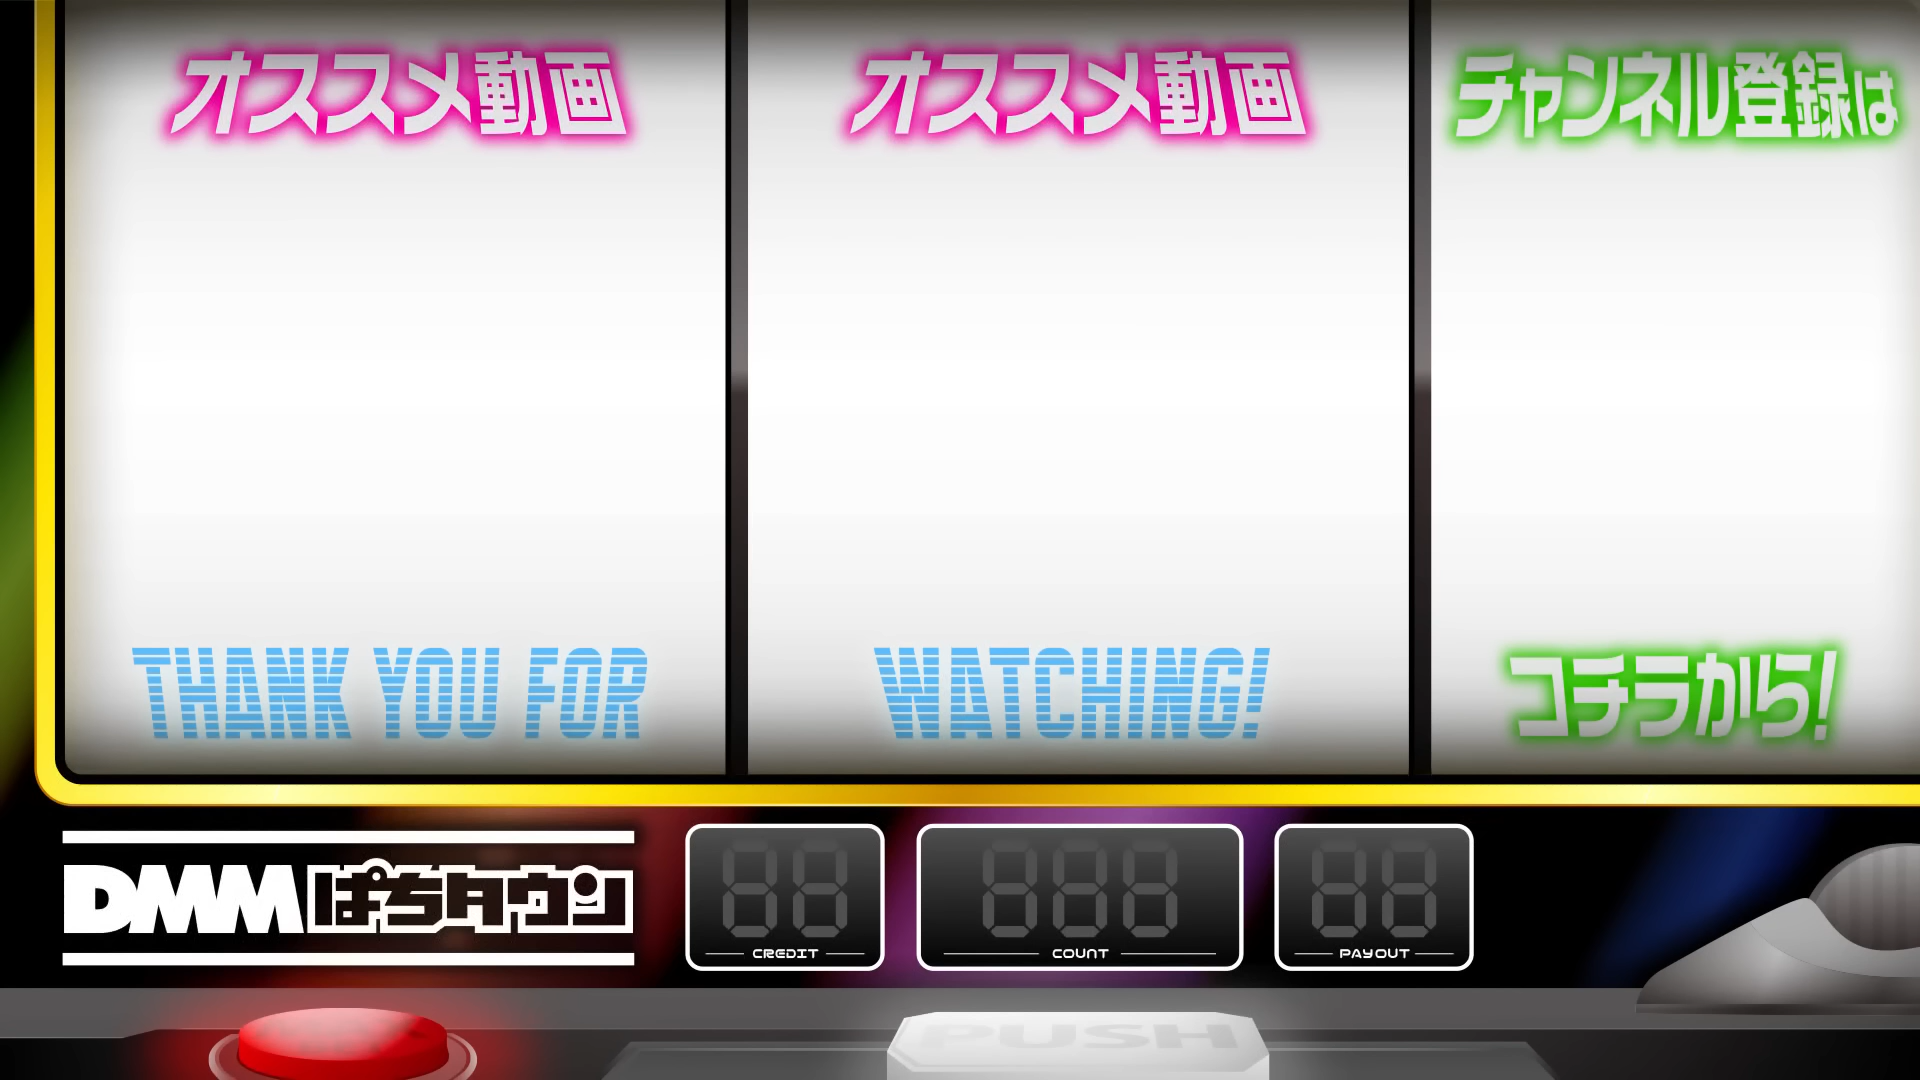 オススメ動画
オススメ動画
チャンネル登録は
THANK YOU FOR
WATCHING!
コチラから!
DMMぱちタウン
CREDIT
COUNT
PAYOUT
PUSH